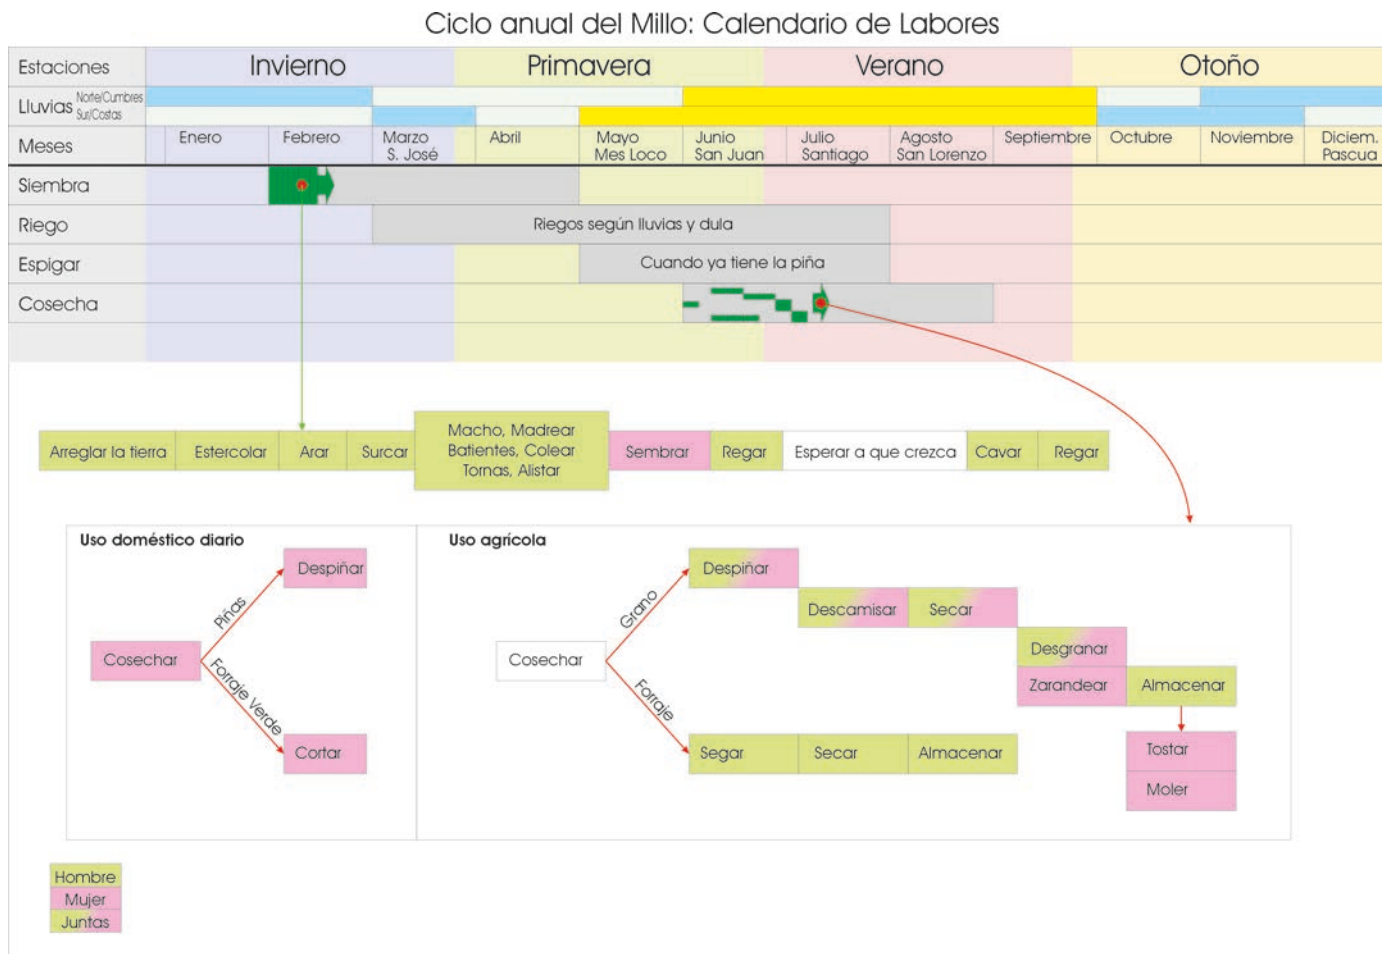 Ciclo anual del Millo: Calendario de Labores
Estaciones Invierno Primavera Verano Otoño
Lluvias Norte/Cumbres
Sur/Costas
Meses Enero Febrero Marzo Abril Mayo Junio Julio Agosto Septiembre Octubre Noviembre Diciem.
S. José Mes Loco San Juan Santiago San Lorenzo Pascua
Siembra
Riego Riegos según lluvias y dula
Espigar Cuando ya tiene la piña
Cosecha
Arreglar la tierra Estercolar Arar Surcar
Macho, Madrear
Batientes, Colear
Tornas, Alistar
Sembrar Regar Esperar a que crezca Cavar Regar
Uso doméstico diario
Cosechar
Piñas
Despiñar
Forraje Verde
Cortar
Uso agrícola
Cosechar
Grano
Despiñar
Descamisar Secar
Desgranar
Zarandear Almacenar
Tostar
Moler
Forraje
Segar Secar Almacenar
Hombre
Mujer
Juntas